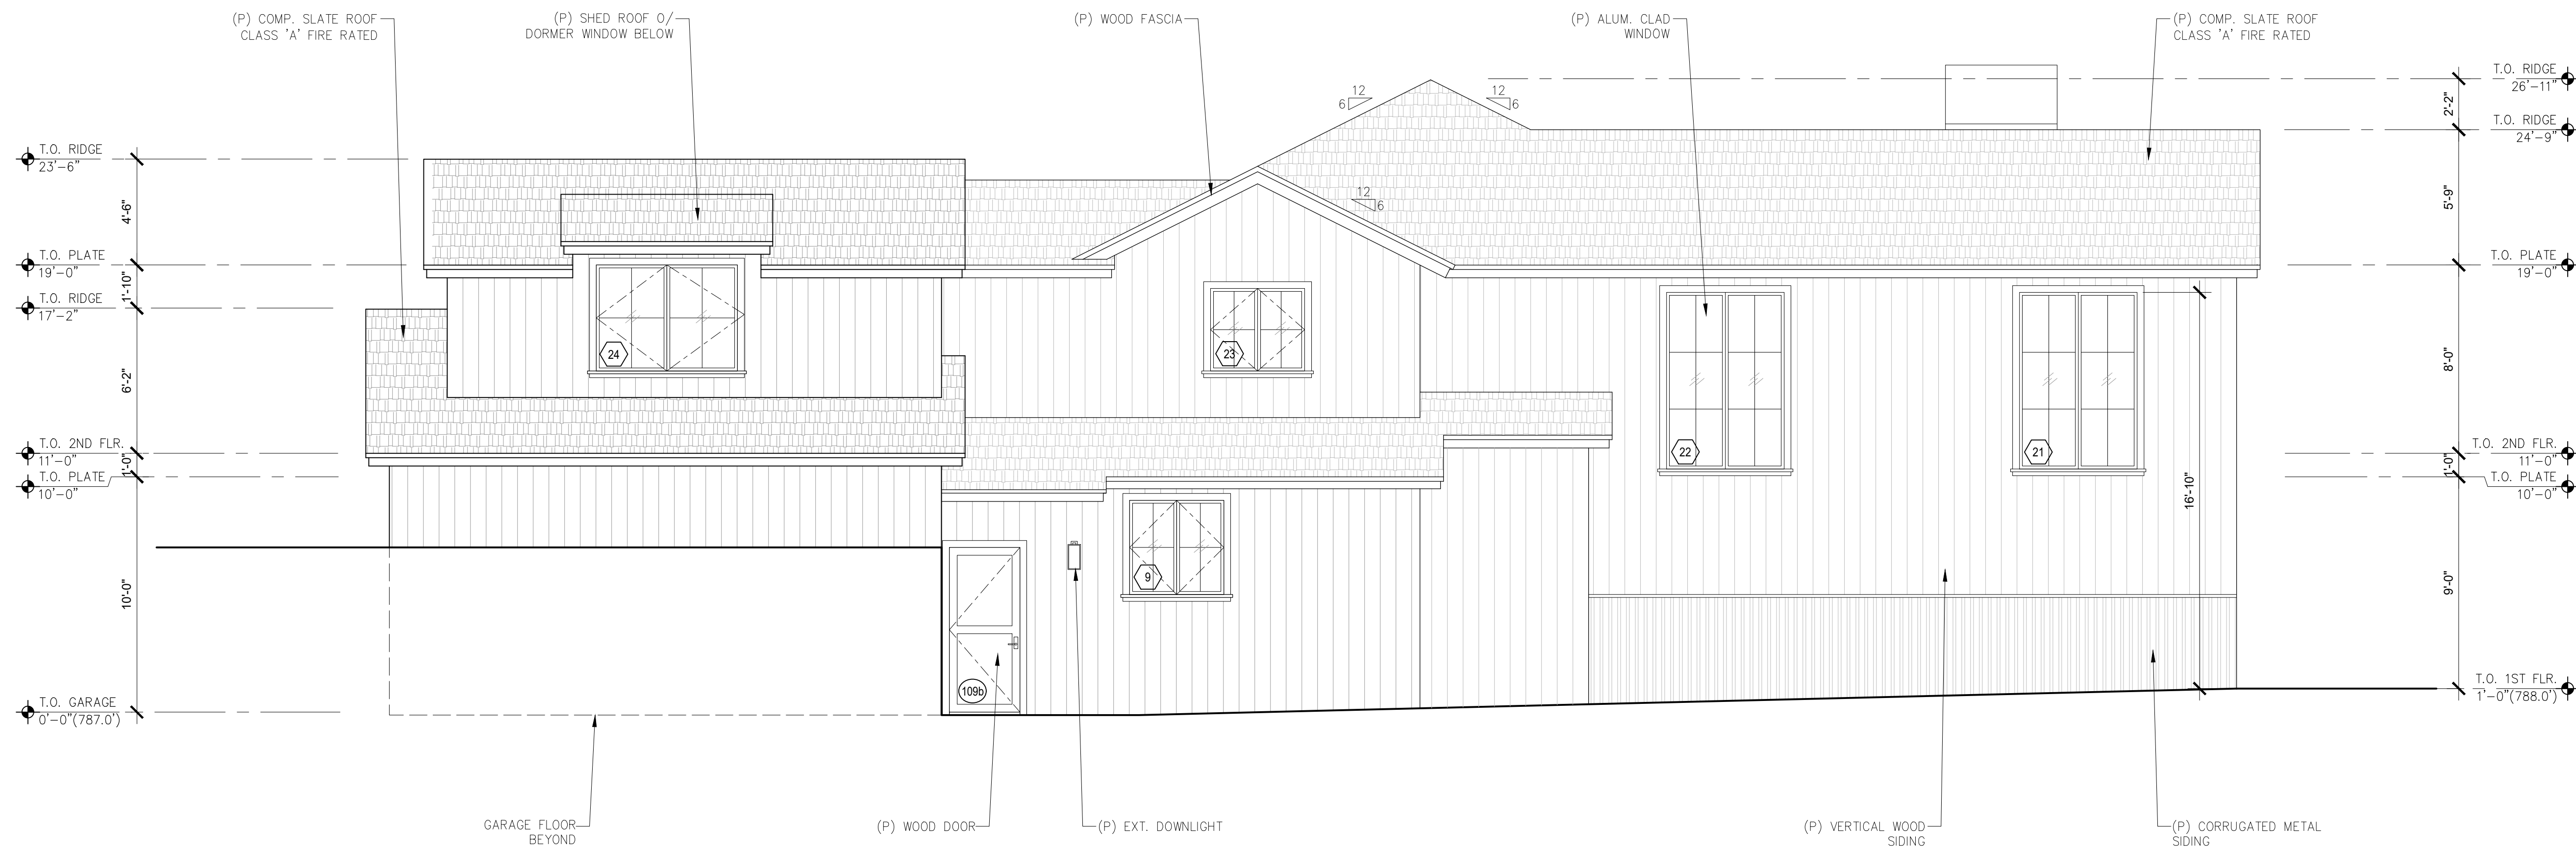 (P) COMP. SLATE ROOF
CLASS 'A' FIRE RATED
(P) SHED ROOF O/
DORMER WINDOW BELOW
(P) WOOD FASCIA
(P) ALUM. CLAD
WINDOW
(P) COMP. SLATE ROOF
CLASS 'A' FIRE RATED
T.O. RIDGE
23'-6"
T.O. PLATE
19'-0"
T.O. RIDGE
17'-2"
T.O. 2ND FLR.
11'-0"
T.O. PLATE
10'-0"
T.O. GARAGE
0'-0"(787.0')
4'-6"
1'-10"
6'-2"
1'-0"
10'-0"
12
6
12
6
12
6
24
23
22
21
9
109b
16'-10"
2'-2"
5'-9"
8'-0"
1'-0"
9'-0"
T.O. RIDGE
26'-11"
T.O. RIDGE
24'-9"
T.O. PLATE
19'-0"
T.O. 2ND FLR.
11'-0"
T.O. PLATE
10'-0"
T.O. 1ST FLR.
1'-0"(788.0')
GARAGE FLOOR
BEYOND
(P) WOOD DOOR
(P) EXT. DOWNLIGHT
(P) VERTICAL WOOD
SIDING
(P) CORRUGATED METAL
SIDING